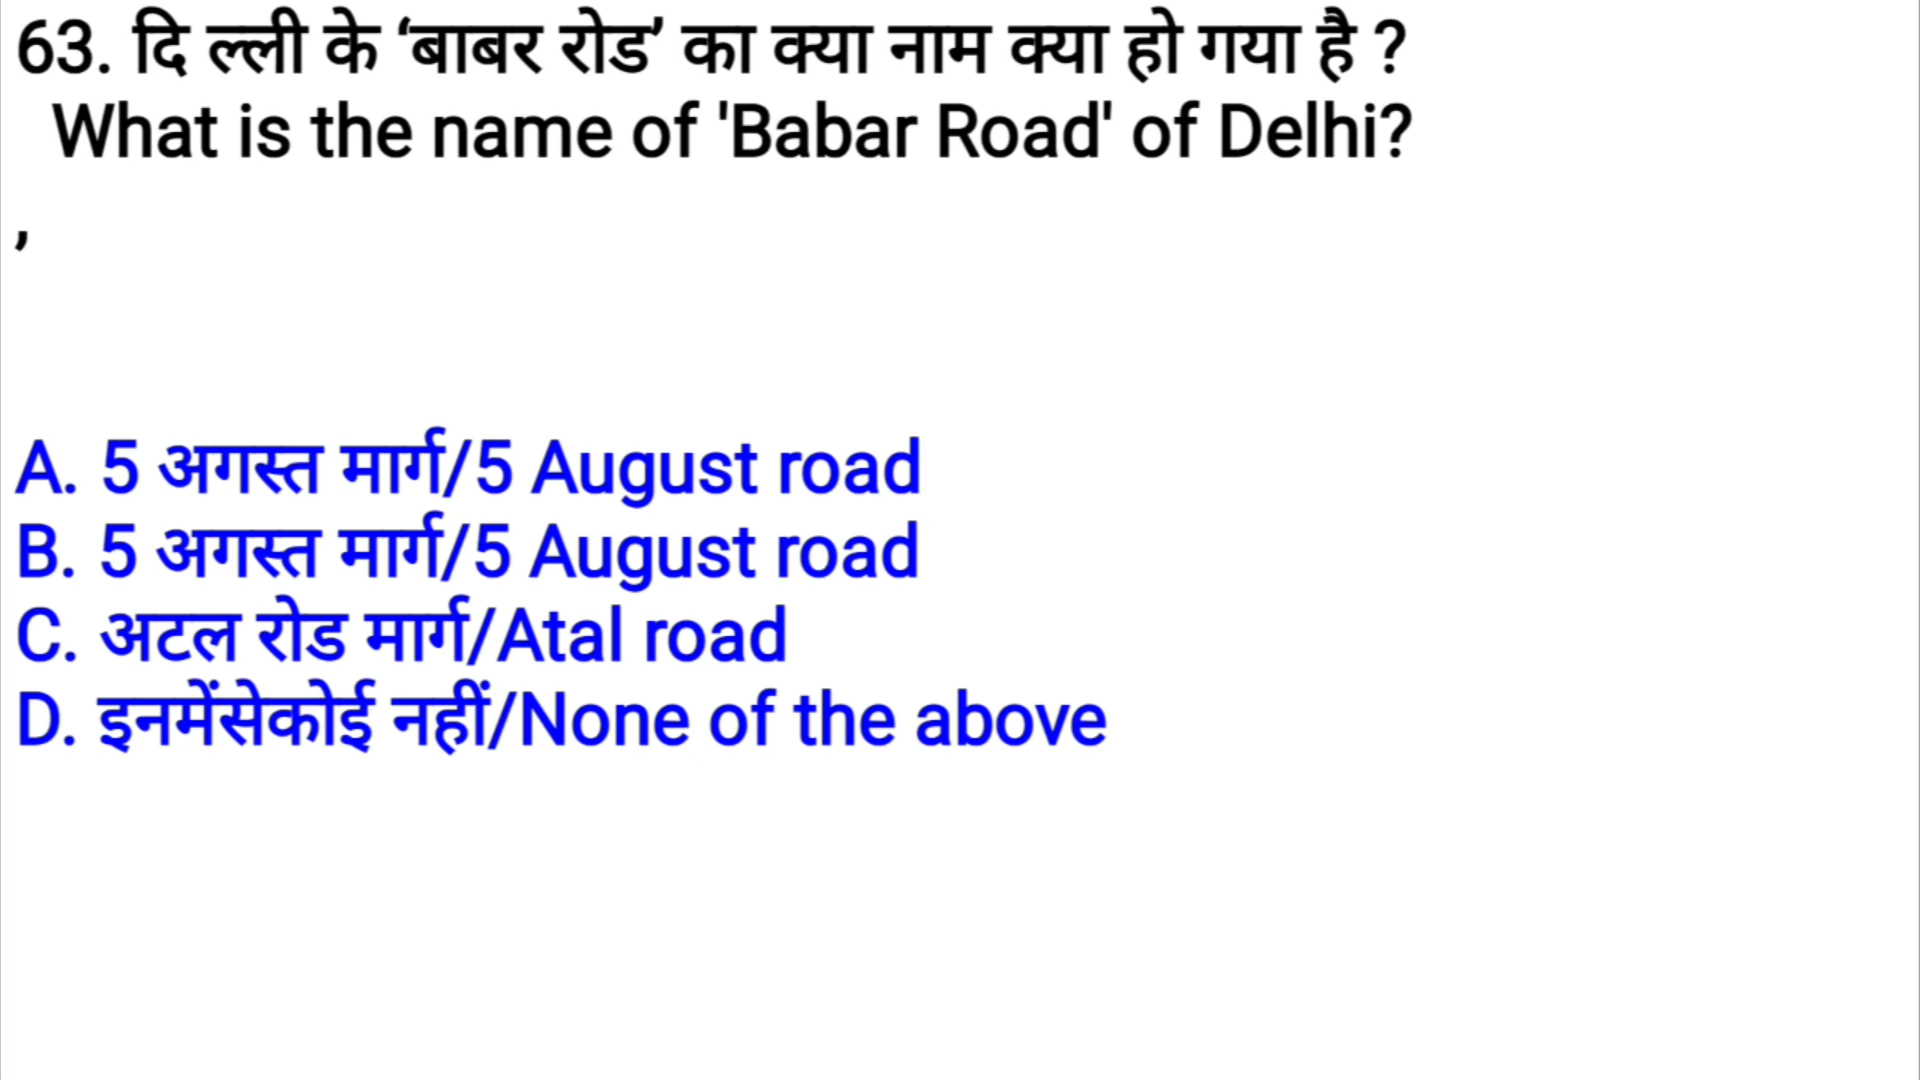 63. दि ल्ली के ‘बाबर रोड’ का क्या नाम क्या हो गया है ?
What is the name of 'Babar Road' of Delhi?
,
A. 5 अगस्त मार्ग/5 August road
B. 5 अगस्त मार्ग/5 August road
C. अटल रोड मार्ग/Atal road
D. इनमेंसेकोई नहीं/None of the above